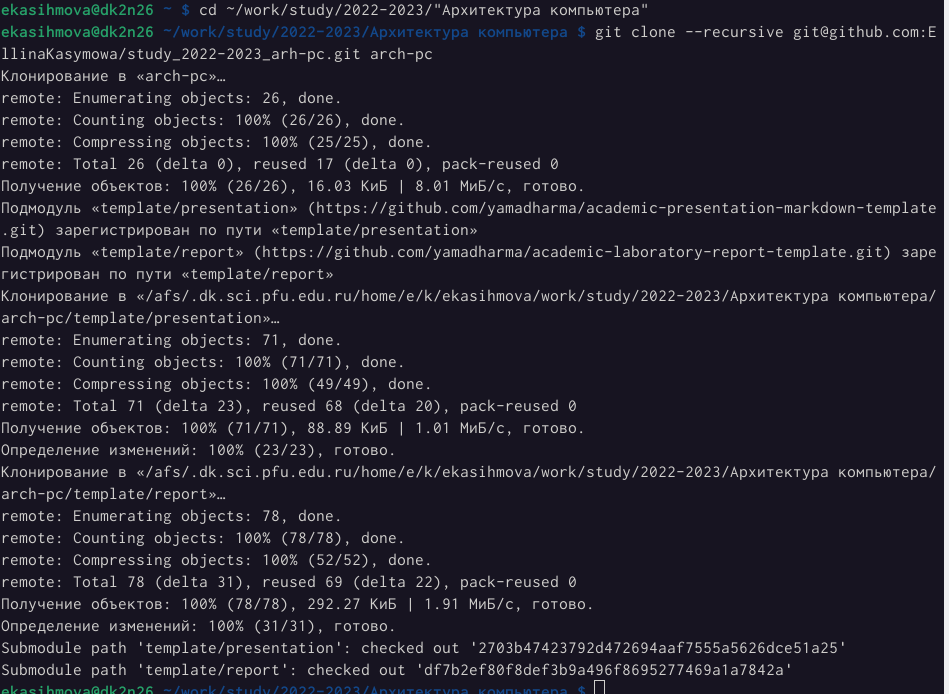 ekasihmova@dk2n26 ~ $ cd ~/work/study/2022-2023/"Архитектура компьютера"
ekasihmova@dk2n26 ~/work/study/2022-2023/Архитектура компьютера $ git clone --recursive git@github.com:E
llinaKasymowa/study_2022-2023_arh-pc.git arch-pc
Клонирование в «arch-pc»…
remote: Enumerating objects: 26, done.
remote: Counting objects: 100% (26/26), done.
remote: Compressing objects: 100% (25/25), done.
remote: Total 26 (delta 0), reused 17 (delta 0), pack-reused 0
Получение объектов: 100% (26/26), 16.03 КиБ | 8.01 МиБ/с, готово.
Подмодуль «template/presentation» (https://github.com/yamadharma/academic-presentation-markdown-template
.git) зарегистрирован по пути «template/presentation»
Подмодуль «template/report» (https://github.com/yamadharma/academic-laboratory-report-template.git) заре
гистрирован по пути «template/report»
Клонирование в «/afs/.dk.sci.pfu.edu.ru/home/e/k/ekasihmova/work/study/2022-2023/Архитектура компьютера/
arch-pc/template/presentation»…
remote: Enumerating objects: 71, done.
remote: Counting objects: 100% (71/71), done.
remote: Compressing objects: 100% (49/49), done.
remote: Total 71 (delta 23), reused 68 (delta 20), pack-reused 0
Получение объектов: 100% (71/71), 88.89 КиБ | 1.01 МиБ/с, готово.
Определение изменений: 100% (23/23), готово.
Клонирование в «/afs/.dk.sci.pfu.edu.ru/home/e/k/ekasihmova/work/study/2022-2023/Архитектура компьютера/
arch-pc/template/report»…
remote: Enumerating objects: 78, done.
remote: Counting objects: 100% (78/78), done.
remote: Compressing objects: 100% (52/52), done.
remote: Total 78 (delta 31), reused 69 (delta 22), pack-reused 0
Получение объектов: 100% (78/78), 292.27 КиБ | 1.91 МиБ/с, готово.
Определение изменений: 100% (31/31), готово.
Submodule path 'template/presentation': checked out '2703b47423792d472694aaf7555a5626dce51a25'
Submodule path 'template/report': checked out 'df7b2ef80f8def3b9a496f8695277469a1a7842a'
ekasihmova@dk2n26 ~/work/study/2022-2023/Архитектура компьютера $